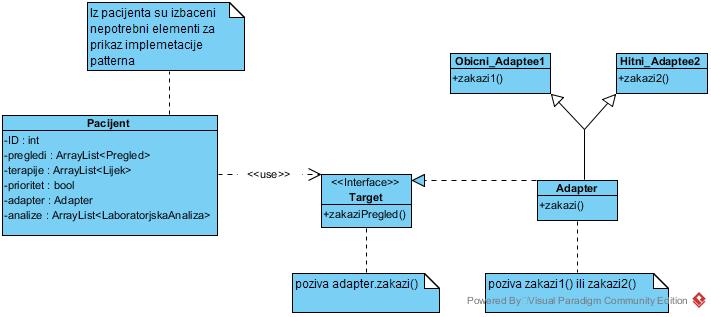 Iz pacijenta su izbaceni
nepotrebni elementi za
prikaz implemetacije
patterna
Pacijent
-ID : int
-pregledi : ArrayList<Pregled>
-terapije : ArrayList<Lijek>
-prioritet : bool
-adapter : Adapter
-analize : ArrayList<LaboratorjskaAnaliza>
<<use>>
<<Interface>>
Target
+zakaziPregled()
poziva adapter.zakazi()
Obicni_Adaptee1
+zakazi1()
Hitni_Adaptee2
+zakazi2()
Adapter
+zakazi()
poziva zakazi1() ili zakazi2()
Powered By Visual Paradigm Community Edition